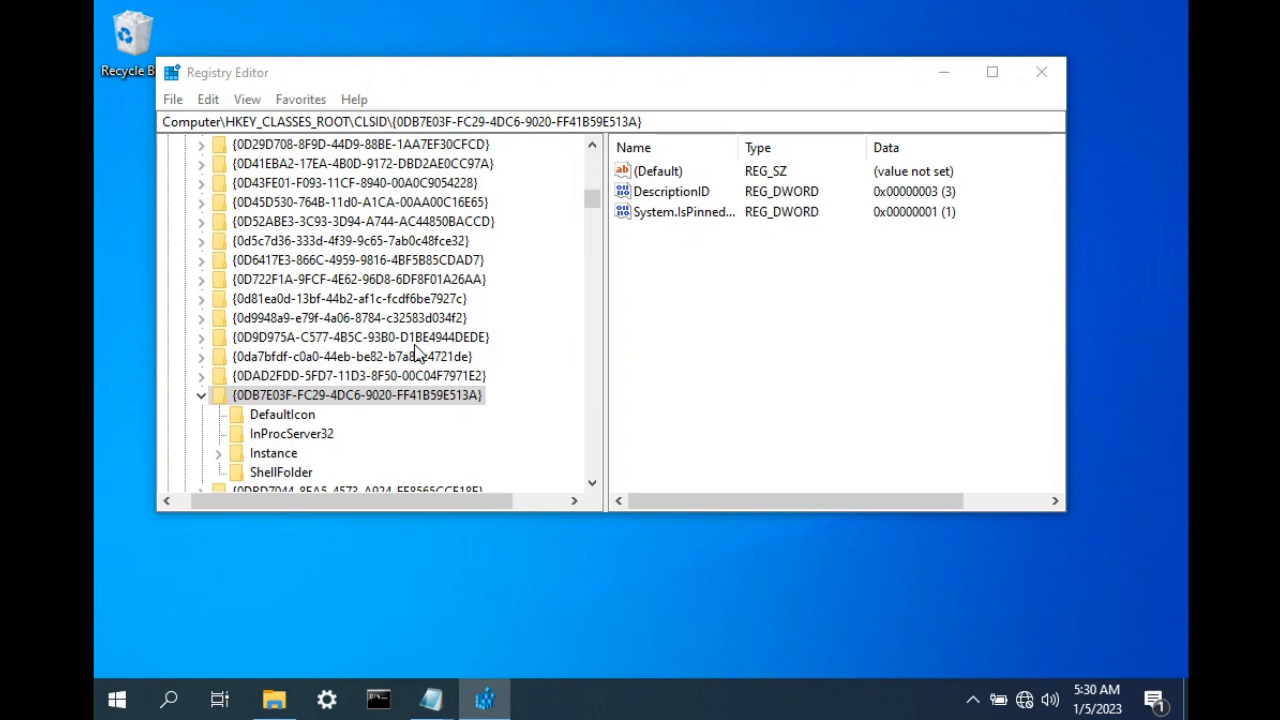 Recycle B
Registry Editor
File Edit View Favorites Help
Computer\HKEY_CLASSES_ROOT\CLSID\{0DB7E03F-FC29-4DC6-9020-FF41B59E513A}
{0D29D708-8F9D-44D9-88BE-1AA7EF30CFCD}
{0D41EBA2-17EA-4B0D-9172-DBD2AE0CC97A}
{0D43FE01-F093-11CF-8940-00A0C9054228}
{0D45D530-764B-11d0-A1CA-00AA00C16E65}
{0D52ABE3-3C93-3D94-A744-AC44850BACCD}
{0d5c7d36-333d-4f39-9c65-7ab0c48fce32}
{0D6417E3-866C-4959-9816-4BF5B85CDAD7}
{0D722F1A-9FCF-4E62-96D8-6DF8F01A26AA}
{0d81ea0d-13bf-44b2-af1c-fcdf6be7927c}
{0d9948a9-e79f-4a06-8784-c32583d034f2}
{0D9D975A-C577-4B5C-93B0-D1BE4944DEDE}
{0DAD2FDD-5FD7-11D3-8F50-00C04F7971E2}
{0DB7E03F-FC29-4DC6-9020-FF41B59E513A}
DefaultIcon
InProcServer32
Instance
ShellFolder
Name Type Data
(Default) REG_SZ (value not set)
DescriptionID REG_DWORD 0x00000003 (3)
System.IsPinned... REG_DWORD 0x00000001 (1)
5:30 AM
1/5/2023
1